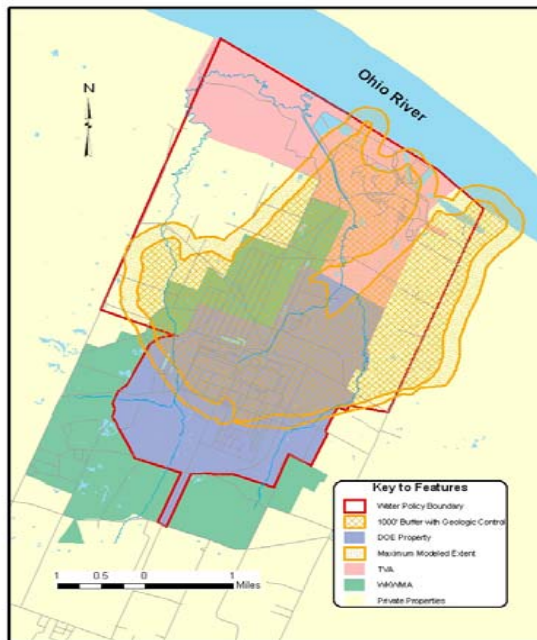 Ohio River
N
Key to Features
Water Policy Boundary
1000' Buffer with Geologic Control
DOE Property
Maximum Modeled Extent
TVA
WKWMA
Private Properties
1 0.5 0 1
Miles